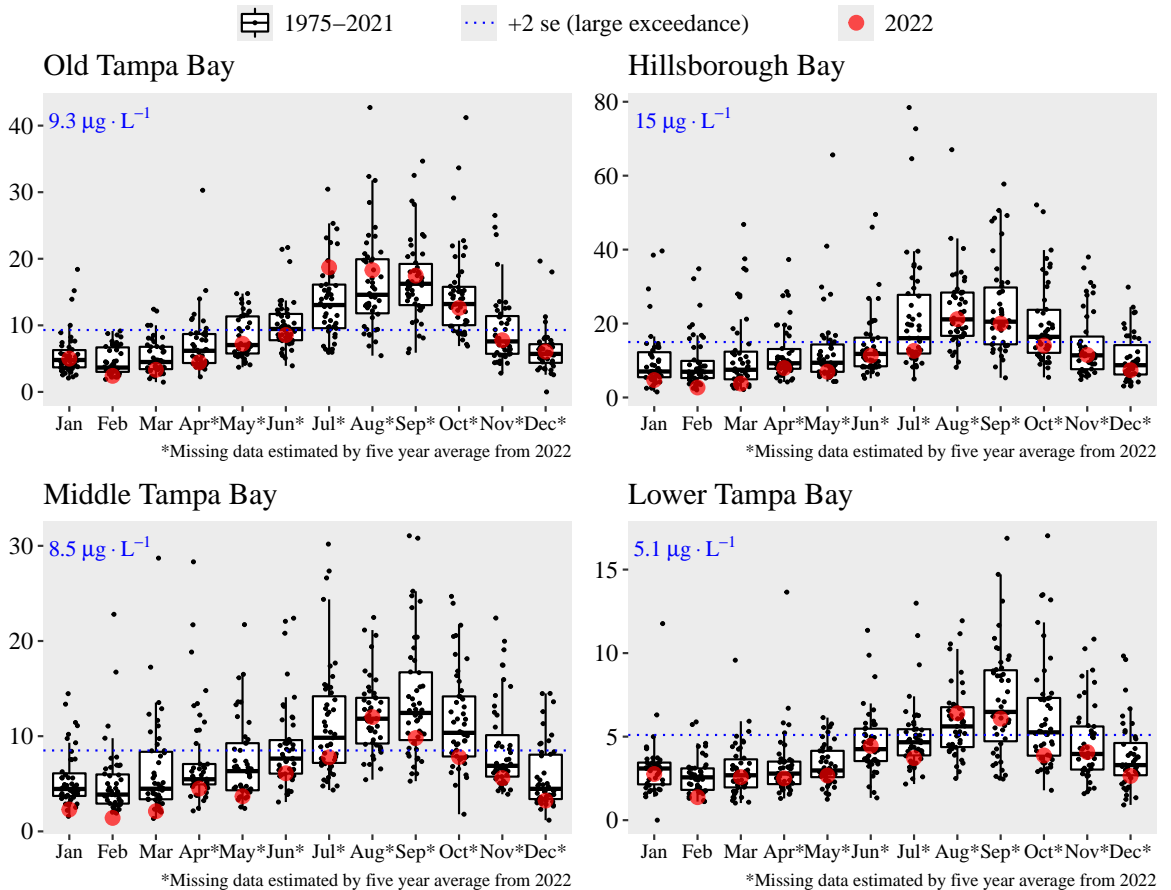 1975–2021 +2 se (large exceedance) 2022
Old Tampa Bay
9.3 μg · L⁻¹
40
30
20
10
0
Jan Feb Mar Apr* May* Jun* Jul* Aug* Sep* Oct* Nov* Dec*
*Missing data estimated by five year average from 2022
Hillsborough Bay
15 μg · L⁻¹
80
60
40
20
0
Jan Feb Mar Apr* May* Jun* Jul* Aug* Sep* Oct* Nov* Dec*
*Missing data estimated by five year average from 2022
Middle Tampa Bay
8.5 μg · L⁻¹
30
20
10
0
Jan Feb Mar Apr* May* Jun* Jul* Aug* Sep* Oct* Nov* Dec*
*Missing data estimated by five year average from 2022
Lower Tampa Bay
5.1 μg · L⁻¹
15
10
5
0
Jan Feb Mar Apr* May* Jun* Jul* Aug* Sep* Oct* Nov* Dec*
*Missing data estimated by five year average from 2022